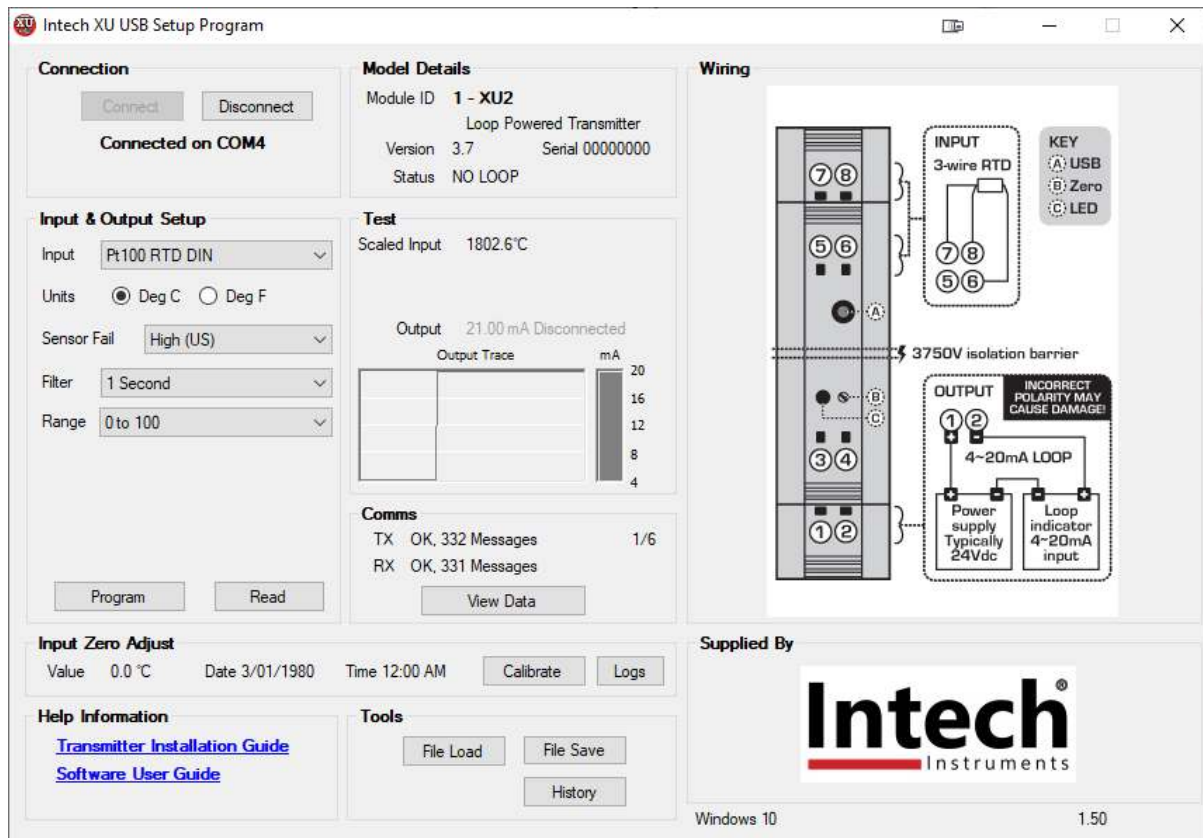 XU Intech XU USB Setup Program
Connection
Connect Disconnect
Connected on COM4
Model Details
Module ID 1 - XU2
Loop Powered Transmitter
Version 3.7 Serial 00000000
Status NO LOOP
Input & Output Setup
Input Pt100 RTD DIN
Units Deg C Deg F
Sensor Fail High (US)
Filter 1 Second
Range 0 to 100
Program Read
Test
Scaled Input 1802.6°C
Output 21.00 mA Disconnected
Output Trace mA
20
16
12
8
4
Comms
TX OK, 332 Messages 1/6
RX OK, 331 Messages
View Data
Wiring
7 8
5 6
A
3750V isolation barrier
B
C
3 4
1 2
INPUT
3-wire RTD
7 8
5 6
KEY
A USB
B Zero
C LED
OUTPUT
INCORRECT
POLARITY MAY
CAUSE DAMAGE!
1 2
+ -
4~20mA LOOP
+ - - +
Power
supply
Typically
24Vdc
Loop
indicator
4~20mA
input
Input Zero Adjust
Value 0.0 °C Date 3/01/1980 Time 12:00 AM Calibrate Logs
Help Information
Transmitter Installation Guide
Software User Guide
Tools
File Load File Save
History
Supplied By
Intech®
Instruments
Windows 10 1.50